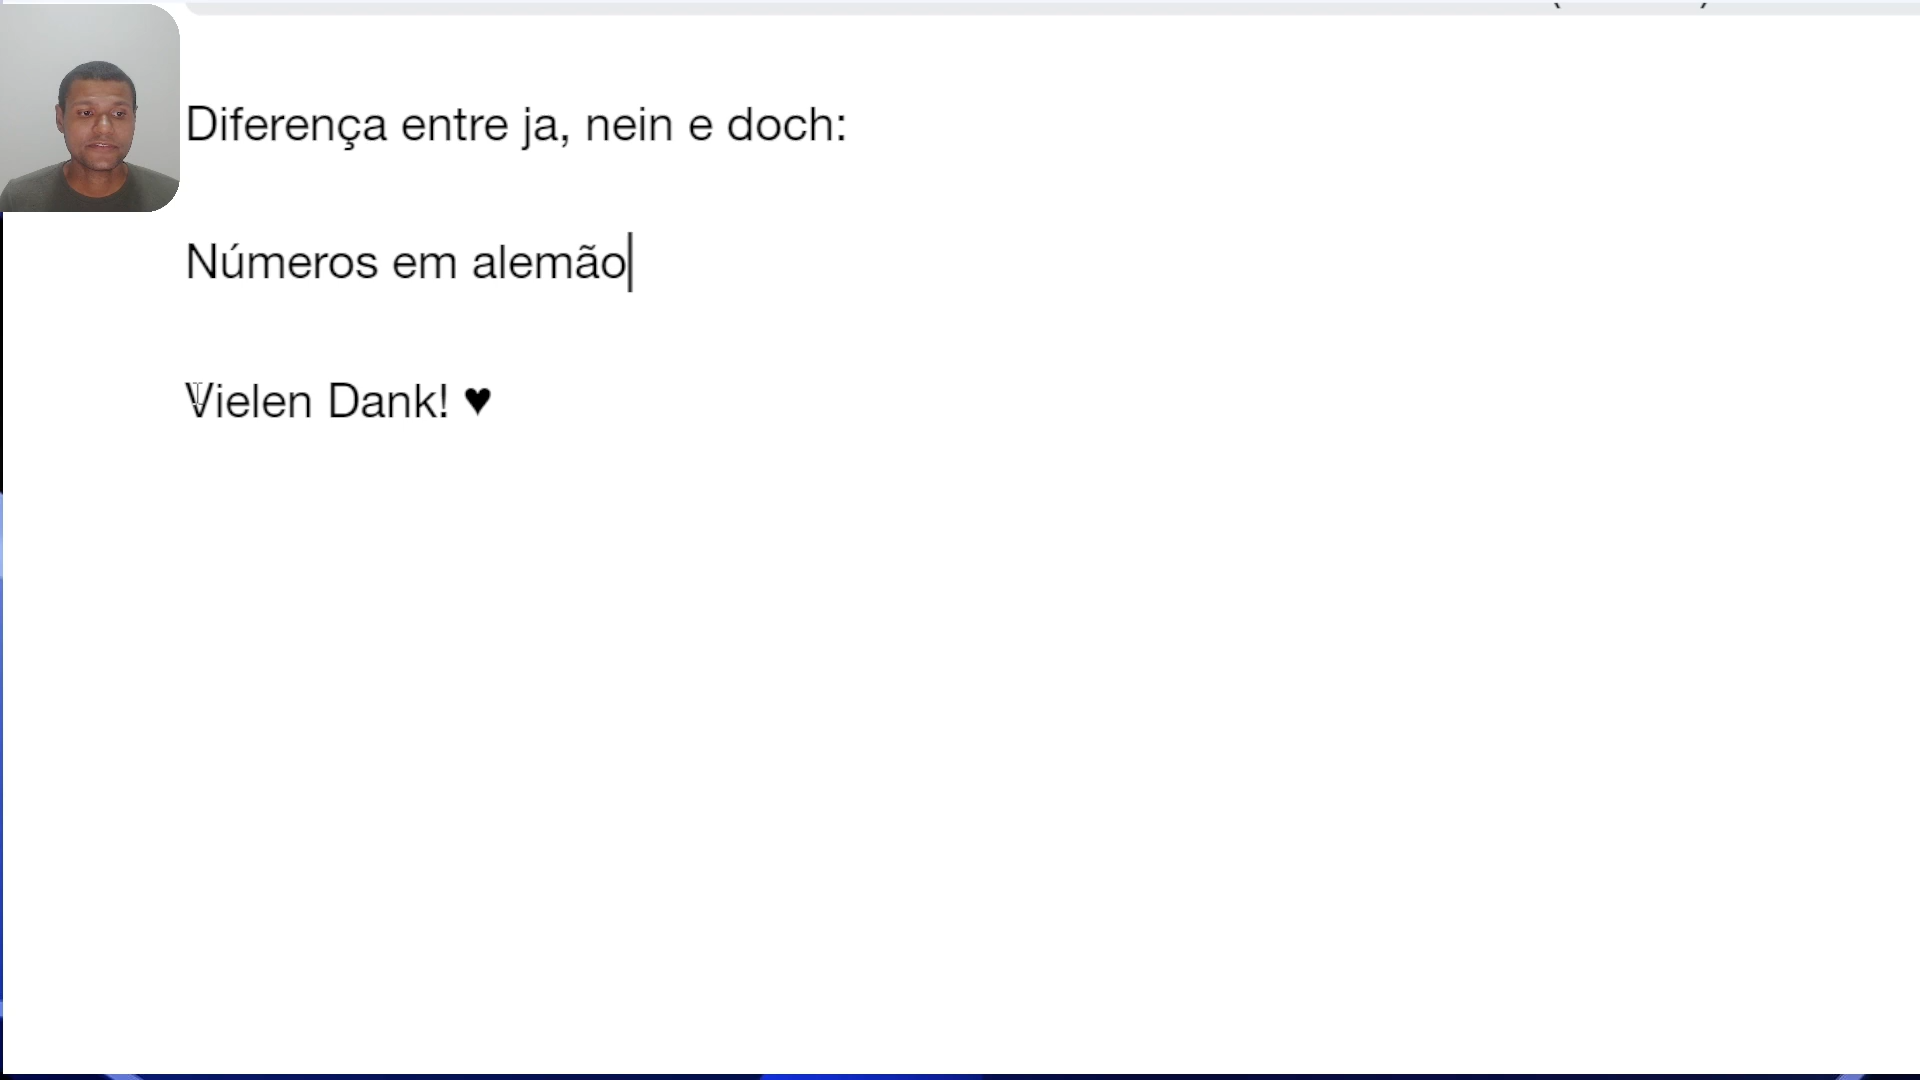 Diferença entre ja, nein e doch:
Números em alemão
Vielen Dank! ♥